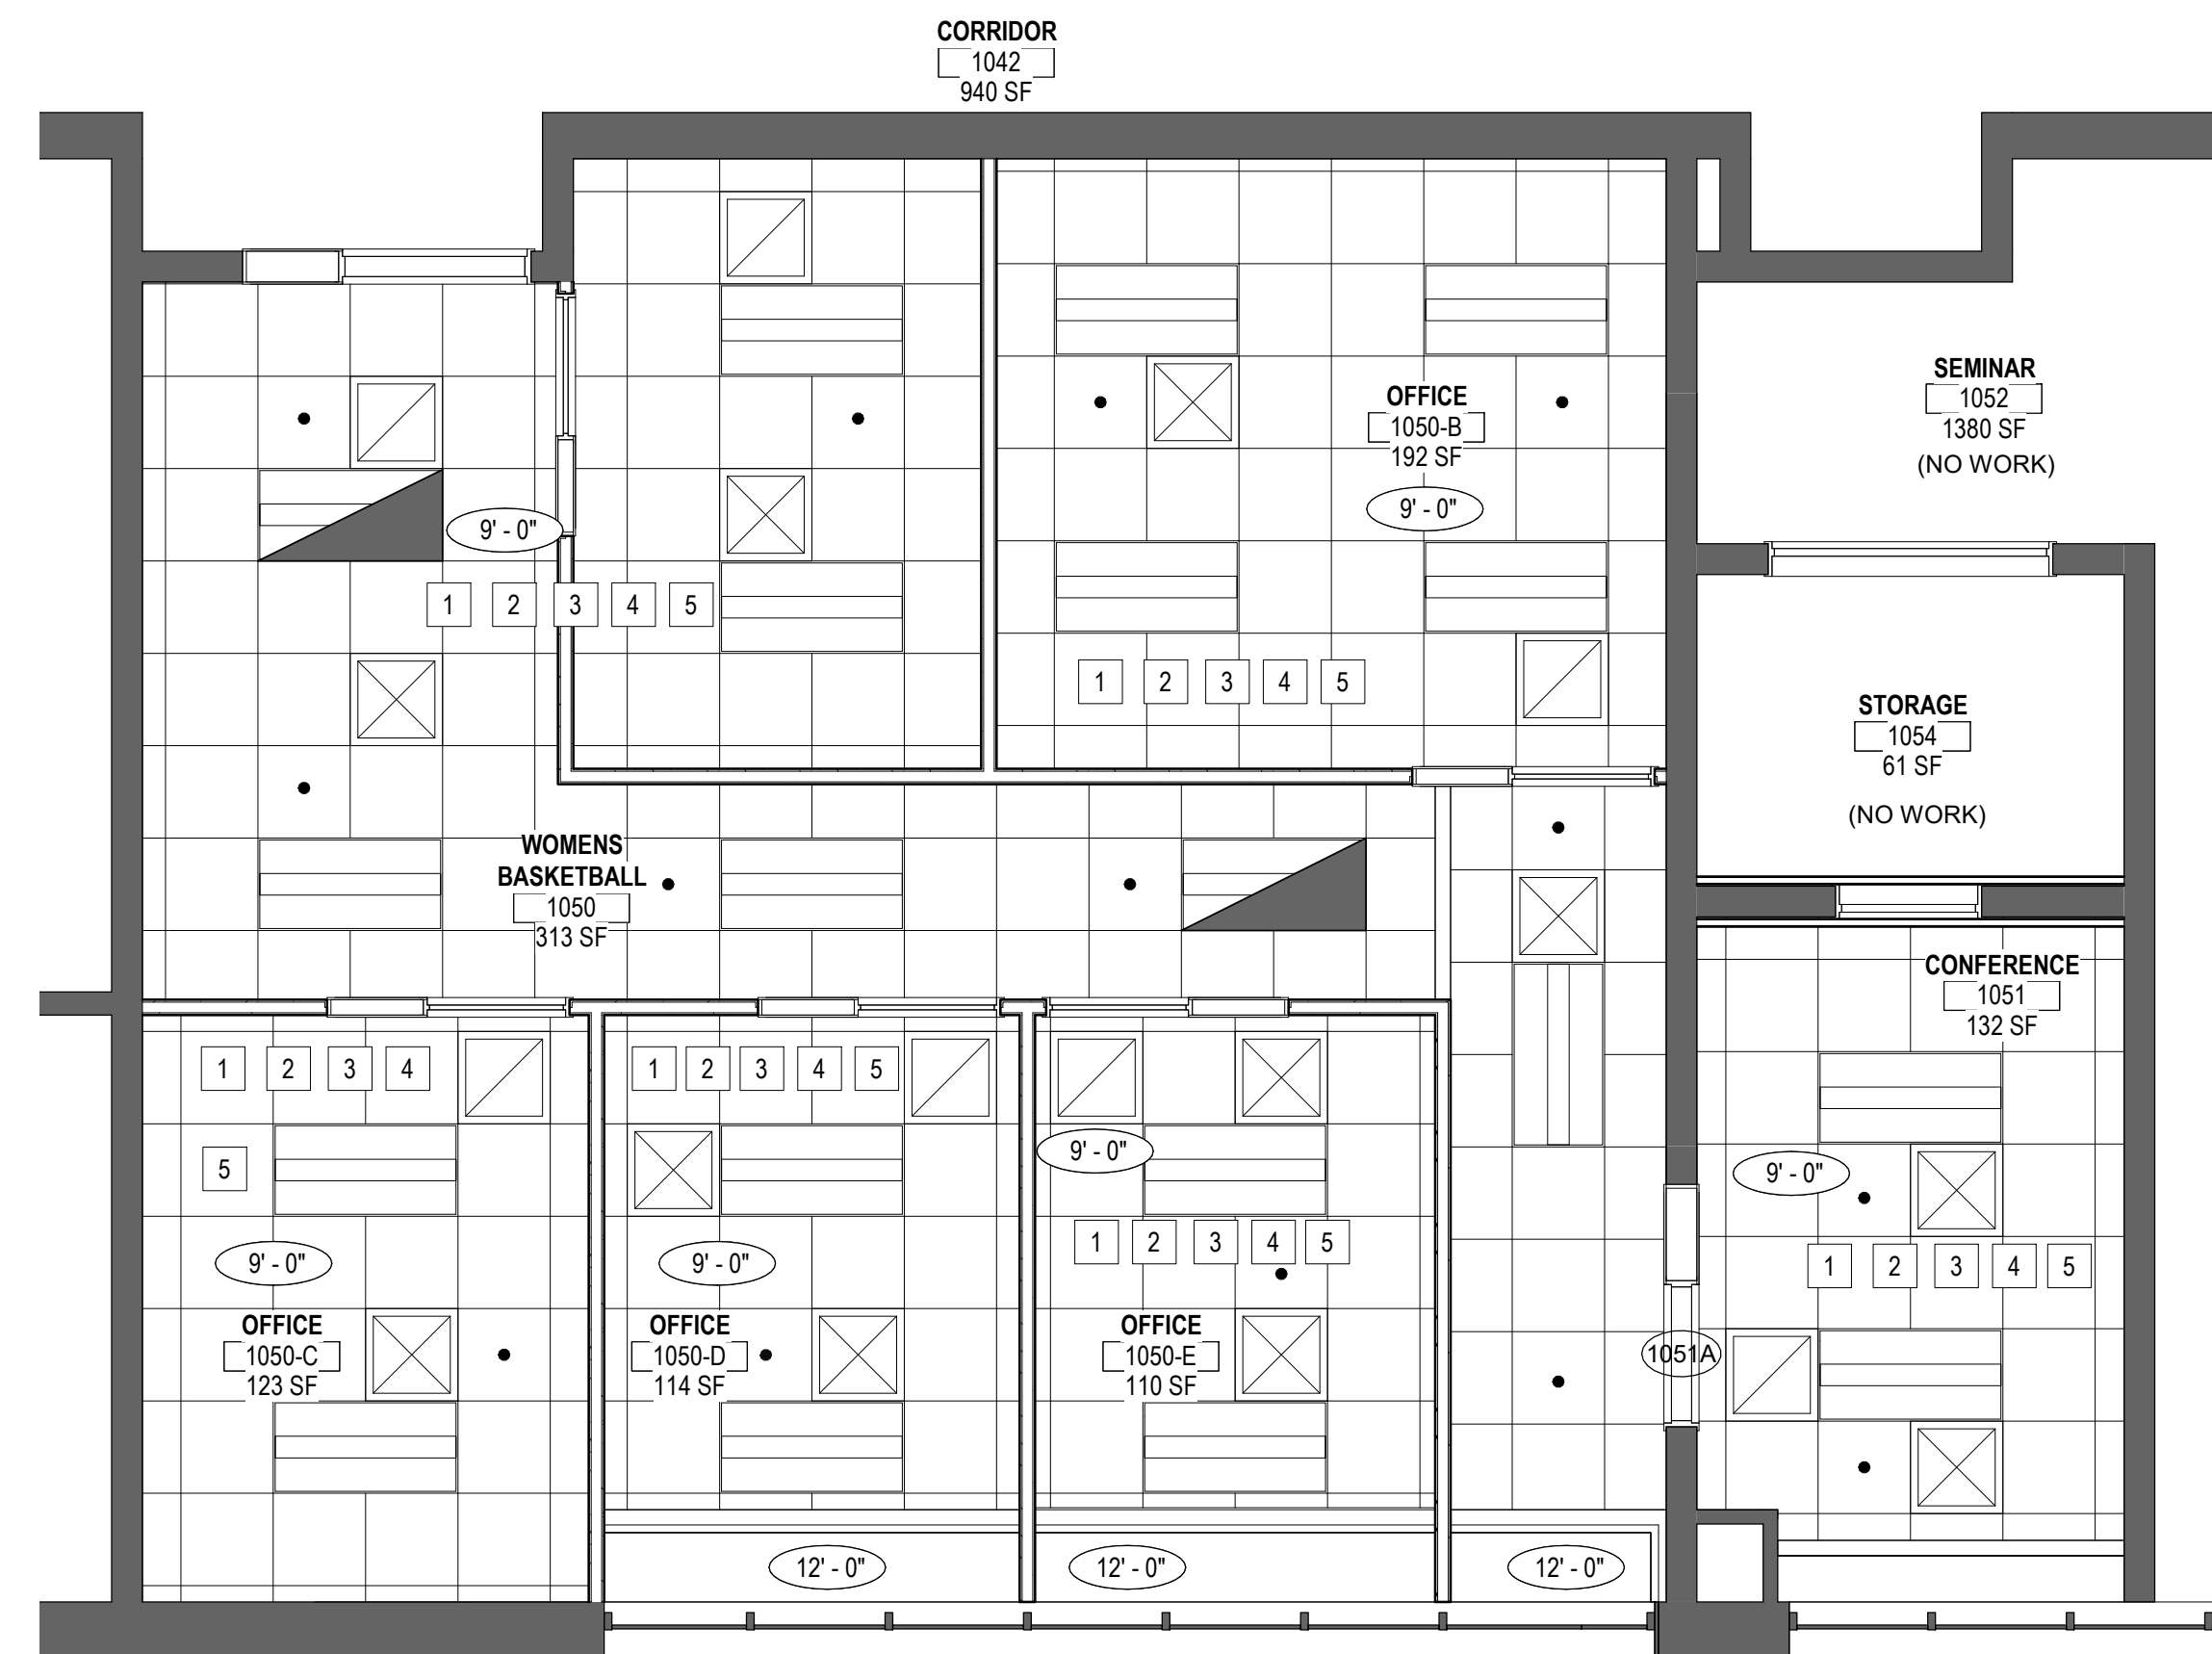 CORRIDOR
1042
940 SF
SEMINAR
1052
1380 SF
(NO WORK)
OFFICE
1050-B
192 SF
9' - 0"
9' - 0"
1 2 3 4 5
1 2 3 4 5
STORAGE
1054
61 SF
(NO WORK)
WOMENS
BASKETBALL
1050
313 SF
CONFERENCE
1051
132 SF
1 2 3 4
5
9' - 0"
OFFICE
1050-C
123 SF
1 2 3 4 5
9' - 0"
OFFICE
1050-D
114 SF
9' - 0"
1 2 3 4 5
OFFICE
1050-E
110 SF
9' - 0"
1 2 3 4 5
1051A
12' - 0"
12' - 0"
12' - 0"